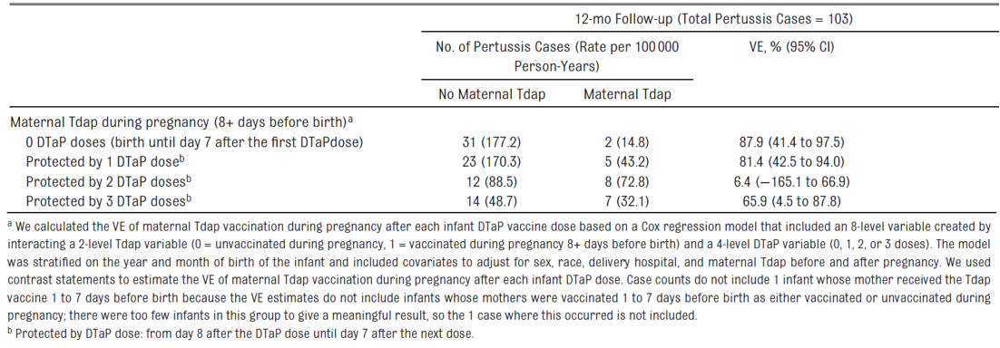 12-mo Follow-up (Total Pertussis Cases = 103)
No. of Pertussis Cases (Rate per 100 000 Person-Years) VE, % (95% CI)
No Maternal Tdap Maternal Tdap
Maternal Tdap during pregnancy (8+ days before birth)a
0 DTaP doses (birth until day 7 after the first DTaPdose) 31 (177.2) 2 (14.8) 87.9 (41.4 to 97.5)
Protected by 1 DTaP doseb 23 (170.3) 5 (43.2) 81.4 (42.5 to 94.0)
Protected by 2 DTaP dosesb 12 (88.5) 8 (72.8) 6.4 (−165.1 to 66.9)
Protected by 3 DTaP dosesb 14 (48.7) 7 (32.1) 65.9 (4.5 to 87.8)
a We calculated the VE of maternal Tdap vaccination during pregnancy after each infant DTaP vaccine dose based on a Cox regression model that included an 8-level variable created by
interacting a 2-level Tdap variable (0 = unvaccinated during pregnancy, 1 = vaccinated during pregnancy 8+ days before birth) and a 4-level DTaP variable (0, 1, 2, or 3 doses). The model
was stratified on the year and month of birth of the infant and included covariates to adjust for sex, race, delivery hospital, and maternal Tdap before and after pregnancy. We used
contrast statements to estimate the VE of maternal Tdap vaccination during pregnancy after each infant DTaP dose. Case counts do not include 1 infant whose mother received the Tdap
vaccine 1 to 7 days before birth because the VE estimates do not include infants whose mothers were vaccinated 1 to 7 days before birth as either vaccinated or unvaccinated during
pregnancy; there were too few infants in this group to give a meaningful result, so the 1 case where this occurred is not included.
b Protected by DTaP dose: from day 8 after the DTaP dose until day 7 after the next dose.